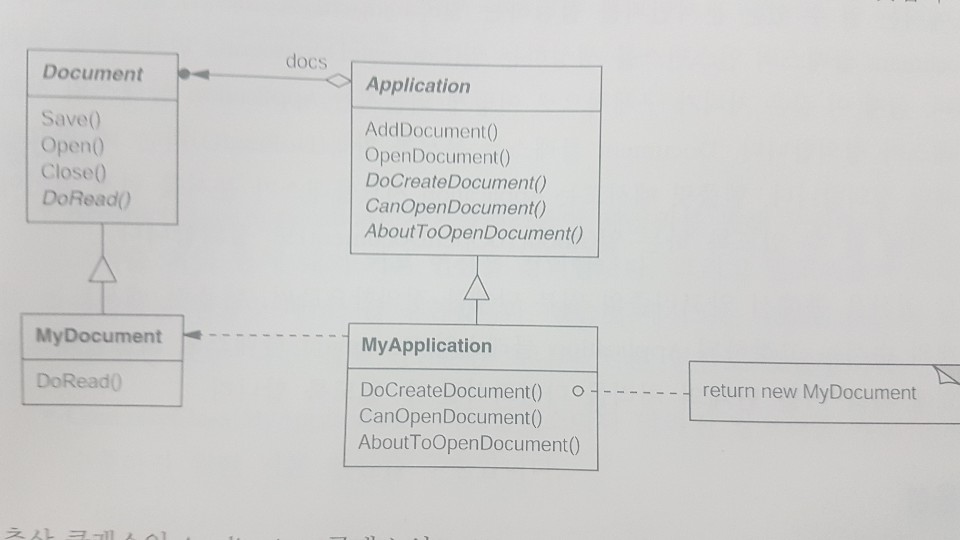 docs
Document
Save()
Open()
Close()
DoRead()
Application
AddDocument()
OpenDocument()
DoCreateDocument()
CanOpenDocument()
AboutToOpenDocument()
MyDocument
DoRead()
MyApplication
DoCreateDocument()
CanOpenDocument()
AboutToOpenDocument()
return new MyDocument